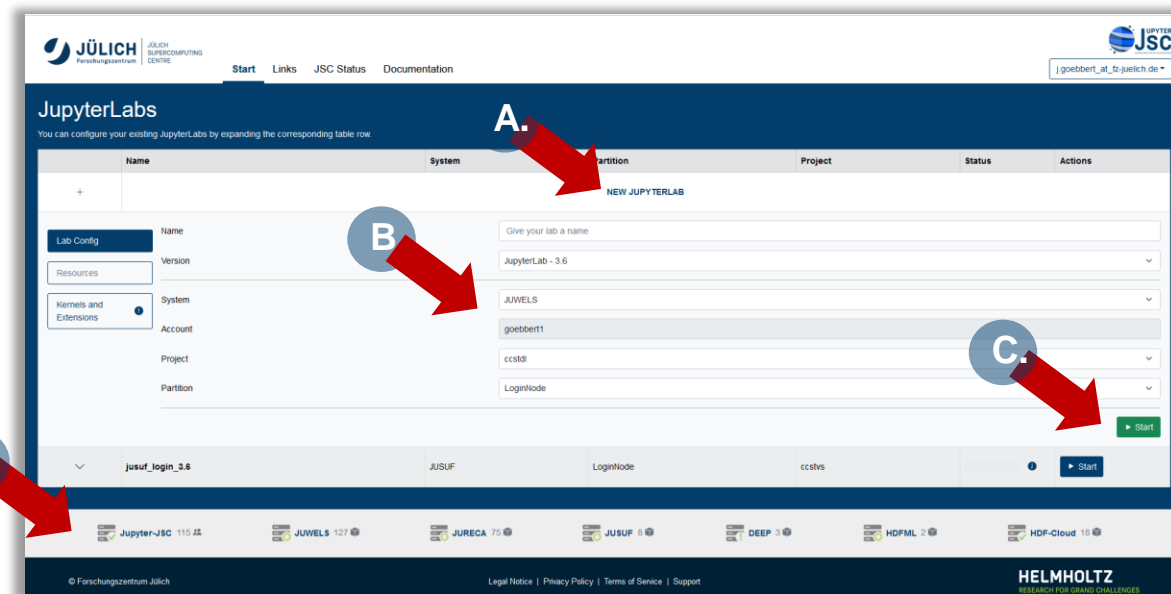 JÜLICH
Forschungszentrum
JÜLICH
SUPERCOMPUTING
CENTRE
Start Links JSC Status Documentation
JUPYTER
JSC
j.goebbert_at_fz-juelich.de
JupyterLabs
You can configure your existing JupyterLabs by expanding the corresponding table row.
A.
Name System Partition Project Status Actions
+ NEW JUPYTERLAB
B
Lab Config
Resources
Kernels and
Extensions
Name Give your lab a name
Version JupyterLab - 3.6
System JUWELS
Account goebbert1
Project ccstdl
Partition LoginNode
C.
Start
jusuf_login_3.6 JUSUF LoginNode ccstvs Start
Jupyter-JSC 115 JUWELS 127 JURECA 75 JUSUF 8 DEEP 3 HDFML 2 HDF-Cloud 18
© Forschungszentrum Jülich Legal Notice | Privacy Policy | Terms of Service | Support
HELMHOLTZ
RESEARCH FOR GRAND CHALLENGES